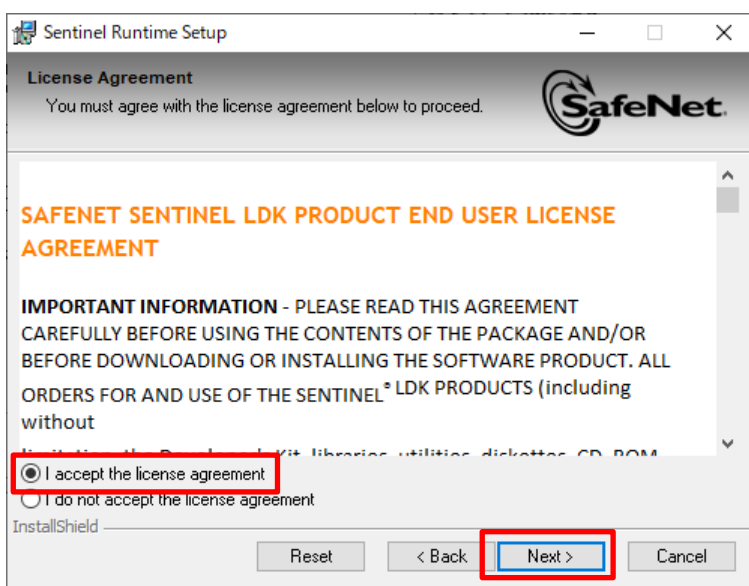 Sentinel Runtime Setup
License Agreement
You must agree with the license agreement below to proceed.
SafeNet.
SAFENET SENTINEL LDK PRODUCT END USER LICENSE
AGREEMENT
IMPORTANT INFORMATION - PLEASE READ THIS AGREEMENT
CAREFULLY BEFORE USING THE CONTENTS OF THE PACKAGE AND/OR
BEFORE DOWNLOADING OR INSTALLING THE SOFTWARE PRODUCT. ALL
ORDERS FOR AND USE OF THE SENTINEL® LDK PRODUCTS (including
without
I accept the license agreement
I do not accept the license agreement
InstallShield
Reset
< Back
Next >
Cancel